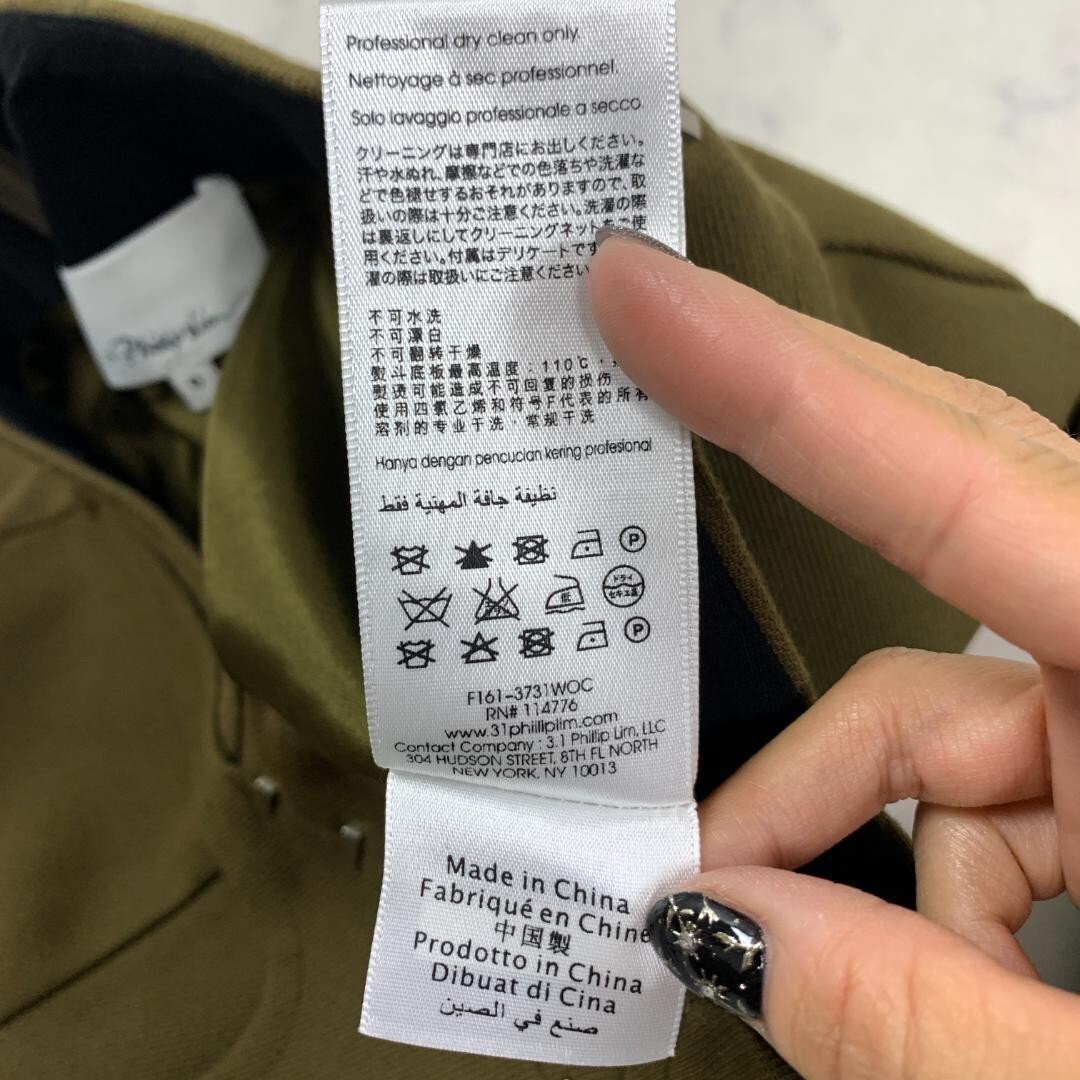 Professional dry clean only.
Nettoyage à sec professionnel.
Solo lavaggio professionale a secco
クリーニングは専門店にお出しください。
汗や水ぬれ、摩擦などでの色落ちや洗濯な
どで色褪せするおそれがありますので、取
扱いの際は十分ご注意ください。洗濯の際
は裏返しにしてクリーニングネットをご使
用ください。付属はデリケートです
濯の際は取扱いにご注意ください
不可水洗
不可漂白
不可翻转干燥
熨斗底板最高温度:110℃,
熨烫可能造成不可回复的损伤
使用四氯乙烯和符号F代表的所有
溶剂的专业干洗,常规干洗
Hanya dengan pencucian kering profesional
نظيفة جافة المهنية فقط
P
低 ドライ セキユ系
P
F161-3731WOC
RN# 114776
www.31philliplim.com
Contact Company : 3.1 Phillip Lim, LLC
304 HUDSON STREET, 8TH FL NORTH
NEW YORK, NY 10013
Made in China
Fabriqué en Chine
中国製
Prodotto in China
Dibuat di Cina
صنع في الصين